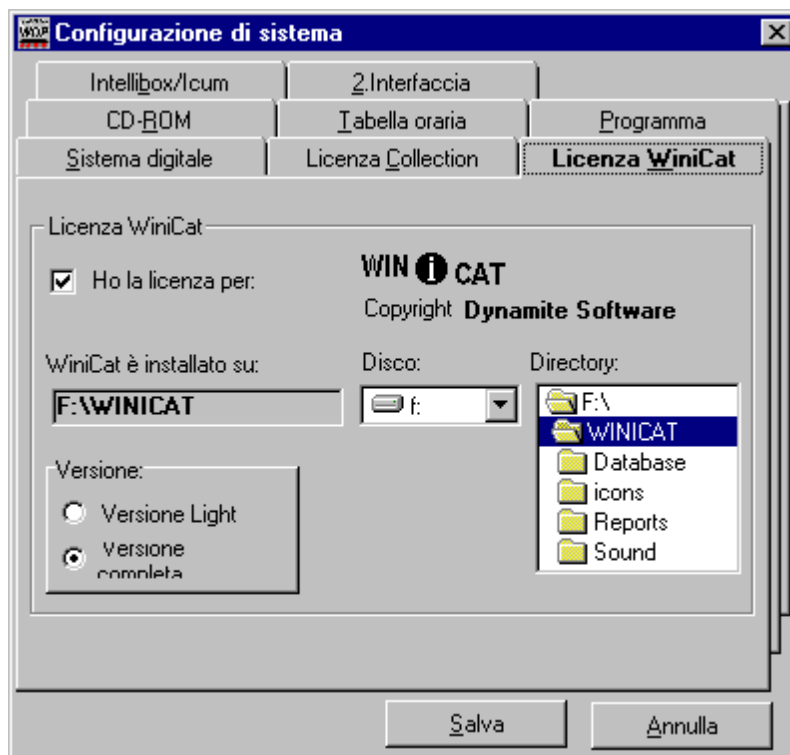 Configurazione di sistema
Intellibox/Icum
2.Interfaccia
CD-ROM
Tabella oraria
Programma
Sistema digitale
Licenza Collection
Licenza WiniCat
Licenza WiniCat
Ho la licenza per:
WIN i CAT
Copyright Dynamite Software
WiniCat è installato su:
Disco:
Directory:
F:\WINICAT
f:
F:\
WINICAT
Database
icons
Reports
Sound
Versione:
Versione Light
Versione
completa
Salva
Annulla